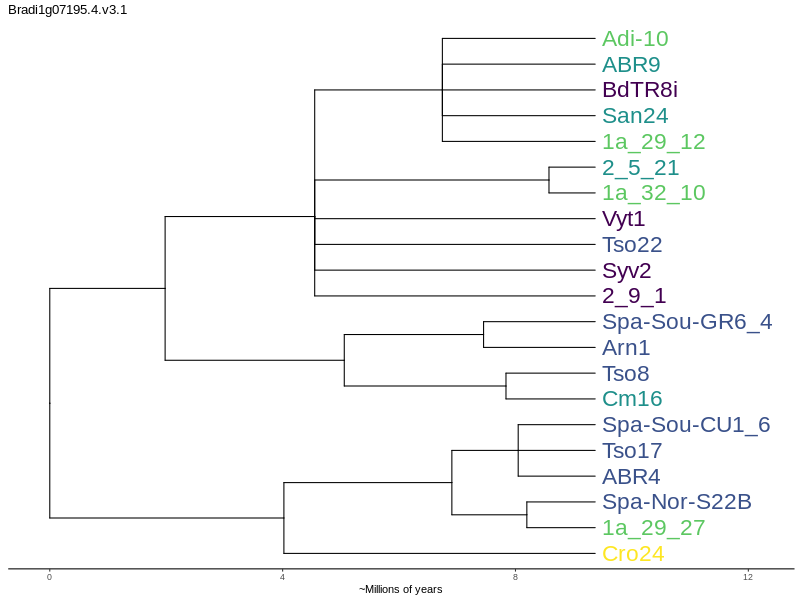 Bradi1g07195.4.v3.1
Adi-10
ABR9
BdTR8i
San24
1a_29_12
2_5_21
1a_32_10
Vyt1
Tso22
Syv2
2_9_1
Spa-Sou-GR6_4
Arn1
Tso8
Cm16
Spa-Sou-CU1_6
Tso17
ABR4
Spa-Nor-S22B
1a_29_27
Cro24
0 4 8 12
~Millions of years